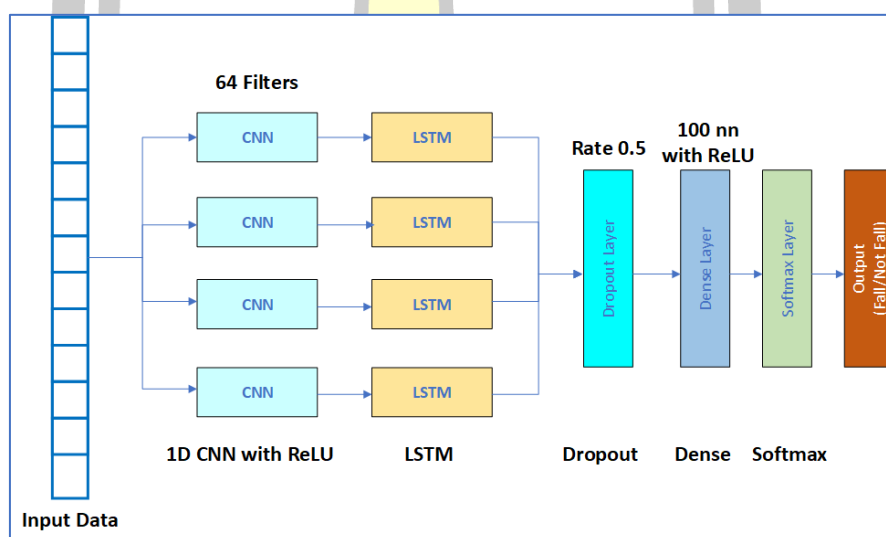 64 Filters
CNN
LSTM
CNN
LSTM
CNN
LSTM
CNN
LSTM
Rate 0.5
100 nn
with ReLU
Dropout Layer
Dense Layer
Softmax Layer
Output
(Fall/Not Fall)
1D CNN with ReLU
LSTM
Dropout
Dense
Softmax
Input Data